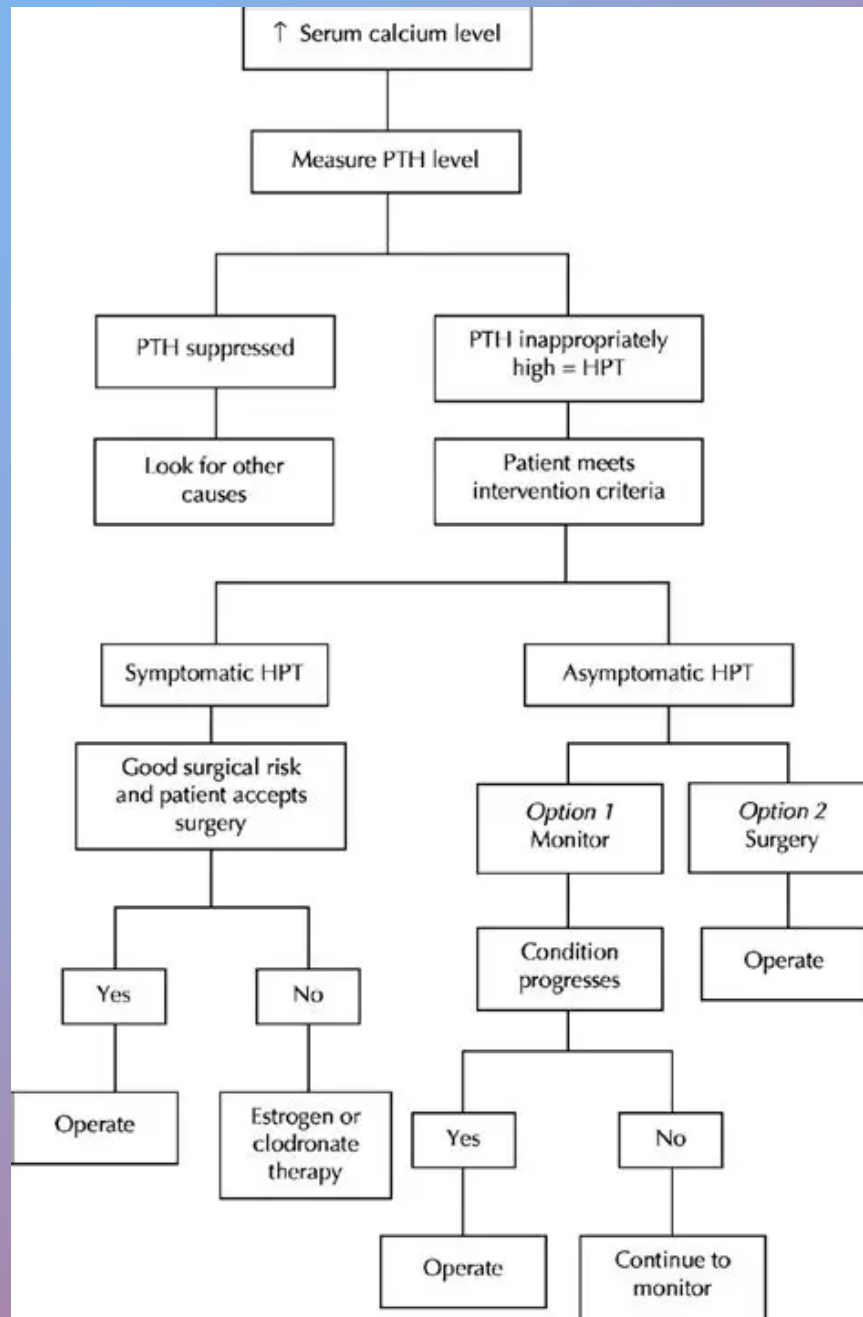 ↑ Serum calcium level
Measure PTH level
PTH suppressed
PTH inappropriately
high = HPT
Look for other
causes
Patient meets
intervention criteria
Symptomatic HPT
Asymptomatic HPT
Good surgical risk
and patient accepts
surgery
Option 1
Monitor
Option 2
Surgery
Condition
progresses
Operate
Yes
No
Operate
Estrogen or
clodronate
therapy
Yes
No
Operate
Continue to
monitor